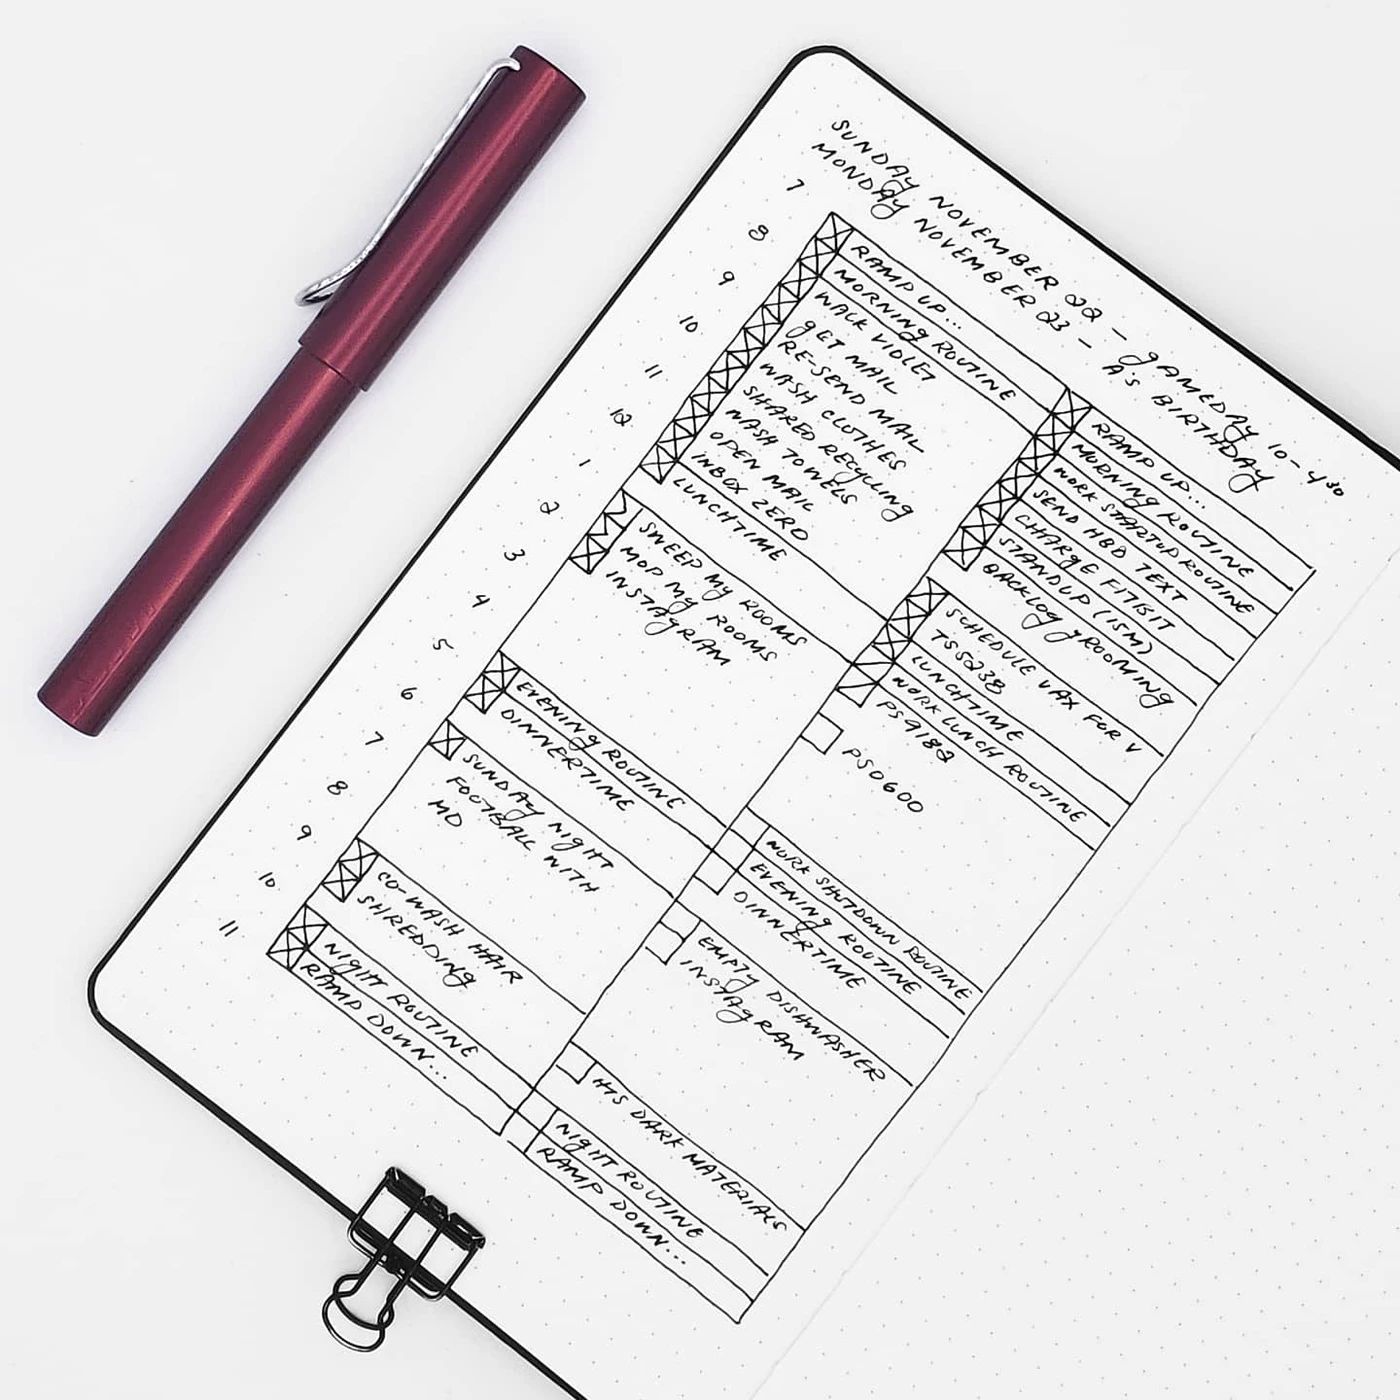 SUNDAY NOVEMBER 22 – GAMEDAY 10–4³⁰
MONDAY NOVEMBER 23 – A'S BIRTHDAY
7
8
9
10
11
12
1
2
3
4
5
6
7
8
9
10
11
RAMP UP...
MORNING ROUTINE
WALK VIOLET
GET MAIL
RE-SEND MAIL
WASH CLOTHES
SHARED RECYCLING
WASH TOWELS
OPEN MAIL
INBOX ZERO
LUNCHTIME
SWEEP MY ROOMS
MOP MY ROOMS
INSTAGRAM
EVENING ROUTINE
DINNERTIME
SUNDAY NIGHT
FOOTBALL WITH
MD
CO-WASH HAIR
SHREDDING
NIGHT ROUTINE
RAMP DOWN...
RAMP UP...
MORNING ROUTINE
WORK STARTUP ROUTINE
SEND HBD TEXT
CHARGE FITBIT
STANDUP (ISM)
BACKLOG GROOMING
SCHEDULE VAX FOR V
TS5238
LUNCHTIME
WORK LUNCH ROUTINE
PS9182
PS0600
WORK SHUTDOWN ROUTINE
EVENING ROUTINE
DINNERTIME
EMPTY DISHWASHER
INSTAGRAM
HIS DARK MATERIALS
NIGHT ROUTINE
RAMP DOWN...